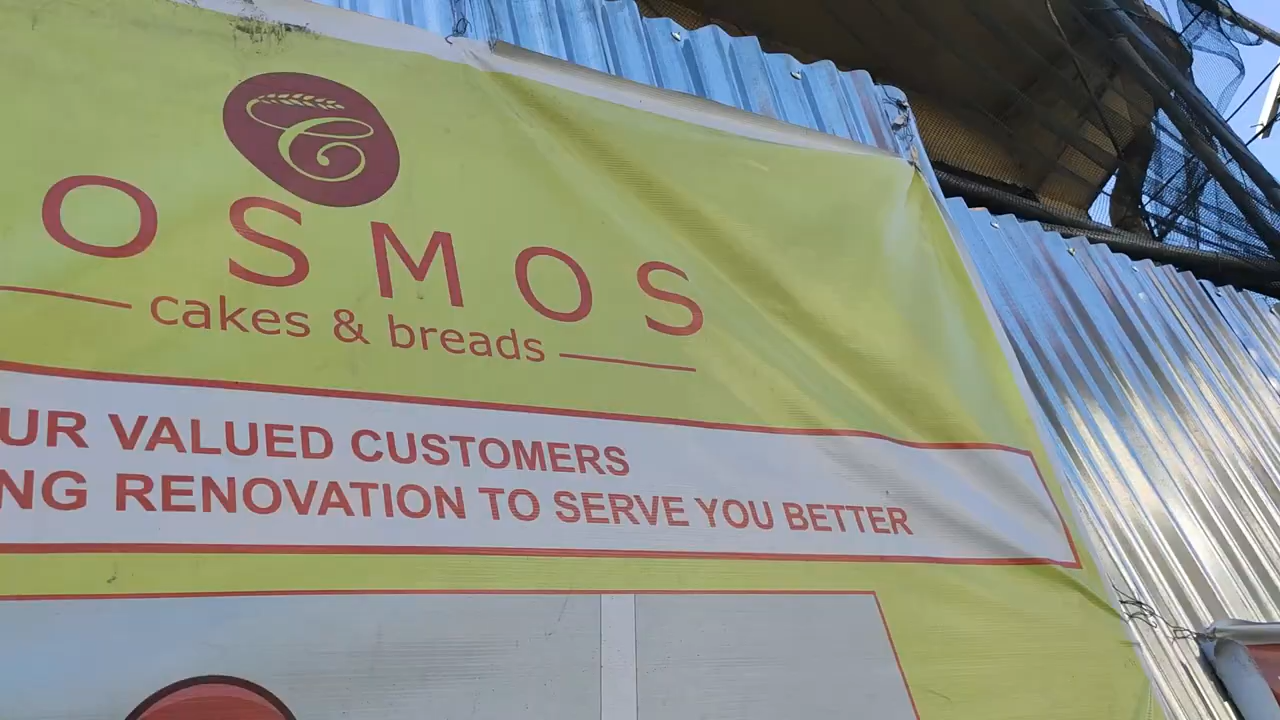 OSMOS
cakes & breads
UR VALUED CUSTOMERS
NG RENOVATION TO SERVE YOU BETTER